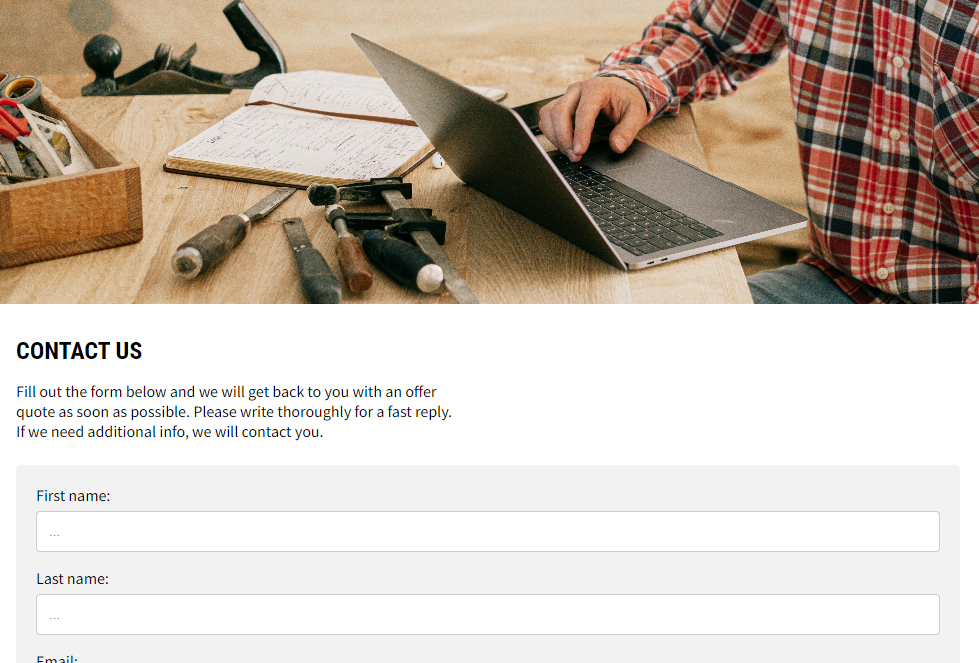 CONTACT US
Fill out the form below and we will get back to you with an offer
quote as soon as possible. Please write thoroughly for a fast reply.
If we need additional info, we will contact you.
First name:
...
Last name:
...
Email: